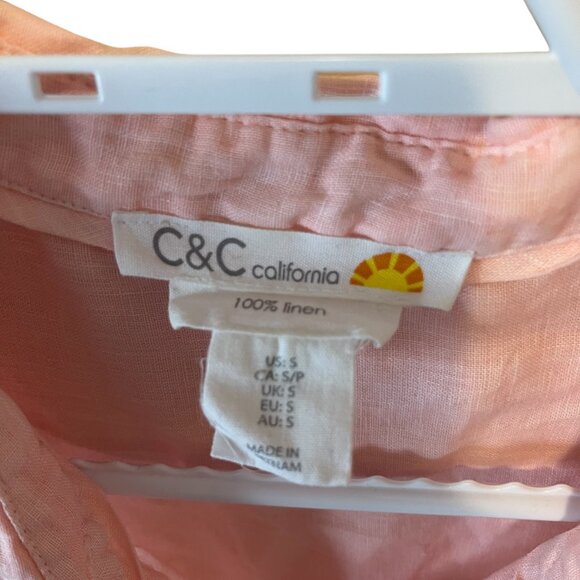 C&C california
100% linen
US: S
CA: S/P
UK: S
EU: S
AU: S
MADE IN